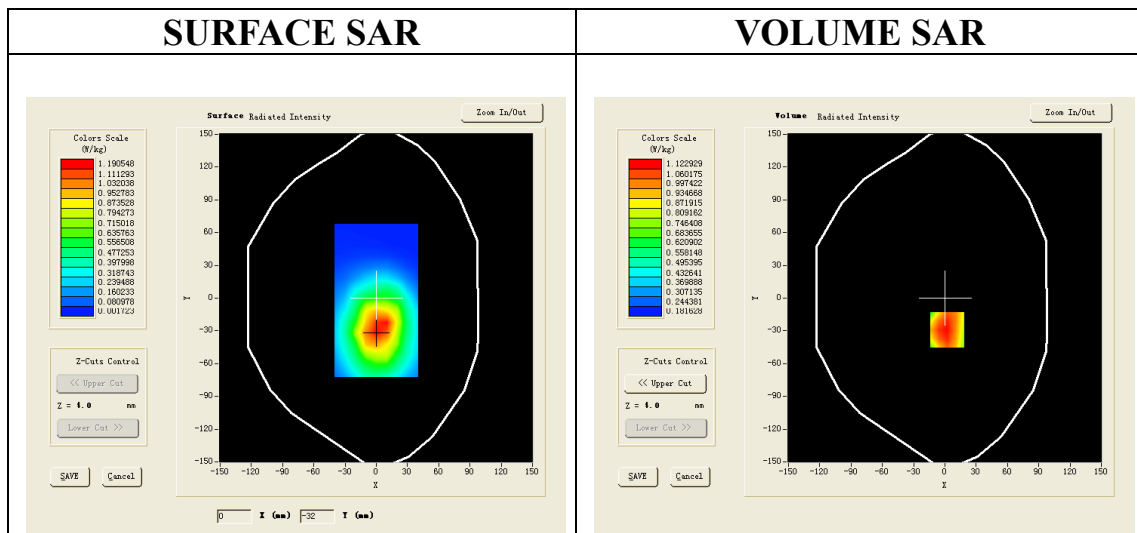 SURFACE SAR
VOLUME SAR
Surface Radiated Intensity
Zoom In/Out
Colors Scale
(W/kg)
1.190548
1.111293
1.032038
0.952783
0.873528
0.794273
0.715018
0.635763
0.556508
0.477253
0.397998
0.318743
0.239488
0.160233
0.080978
0.001723
150
120
90
60
30
0
-30
-60
-90
-120
-150
Y
-150 -120 -90 -60 -30 0 30 60 90 120 150
X
Z-Cuts Control
<< Upper Cut
Z = 4.0 mm
Lower Cut >>
SAVE Cancel
0 X (mm) -32 Y (mm)
Volume Radiated Intensity
Zoom In/Out
Colors Scale
(W/kg)
1.122929
1.060175
0.997422
0.934668
0.871915
0.809162
0.746408
0.683655
0.620902
0.558148
0.495395
0.432641
0.369888
0.307135
0.244381
0.181628
150
120
90
60
30
0
-30
-60
-90
-120
-150
Y
-150 -120 -90 -60 -30 0 30 60 90 120 150
X
Z-Cuts Control
<< Upper Cut
Z = 4.0 mm
Lower Cut >>
SAVE Cancel